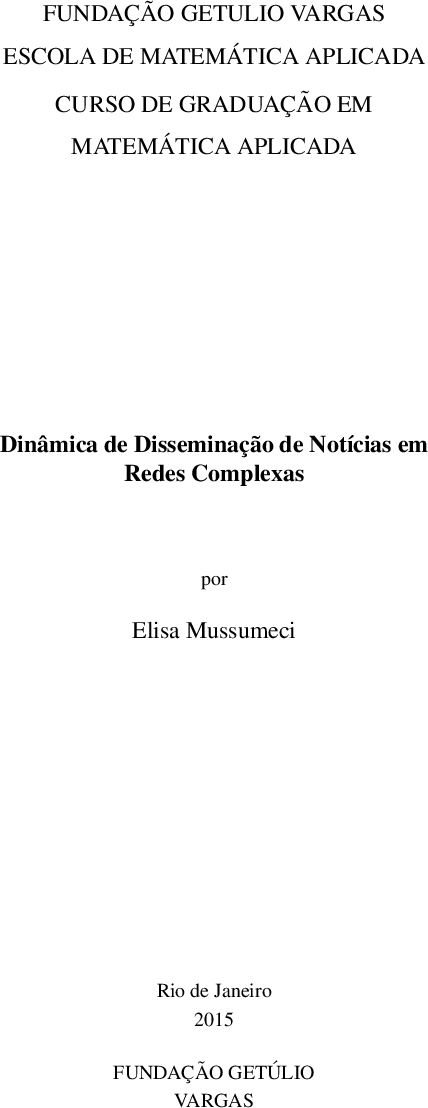 FUNDAÇÃO GETULIO VARGAS
ESCOLA DE MATEMÁTICA APLICADA
CURSO DE GRADUAÇÃO EM
MATEMÁTICA APLICADA
Dinâmica de Disseminação de Notícias em
Redes Complexas
por
Elisa Mussumeci
Rio de Janeiro
2015
FUNDAÇÃO GETÚLIO
VARGAS